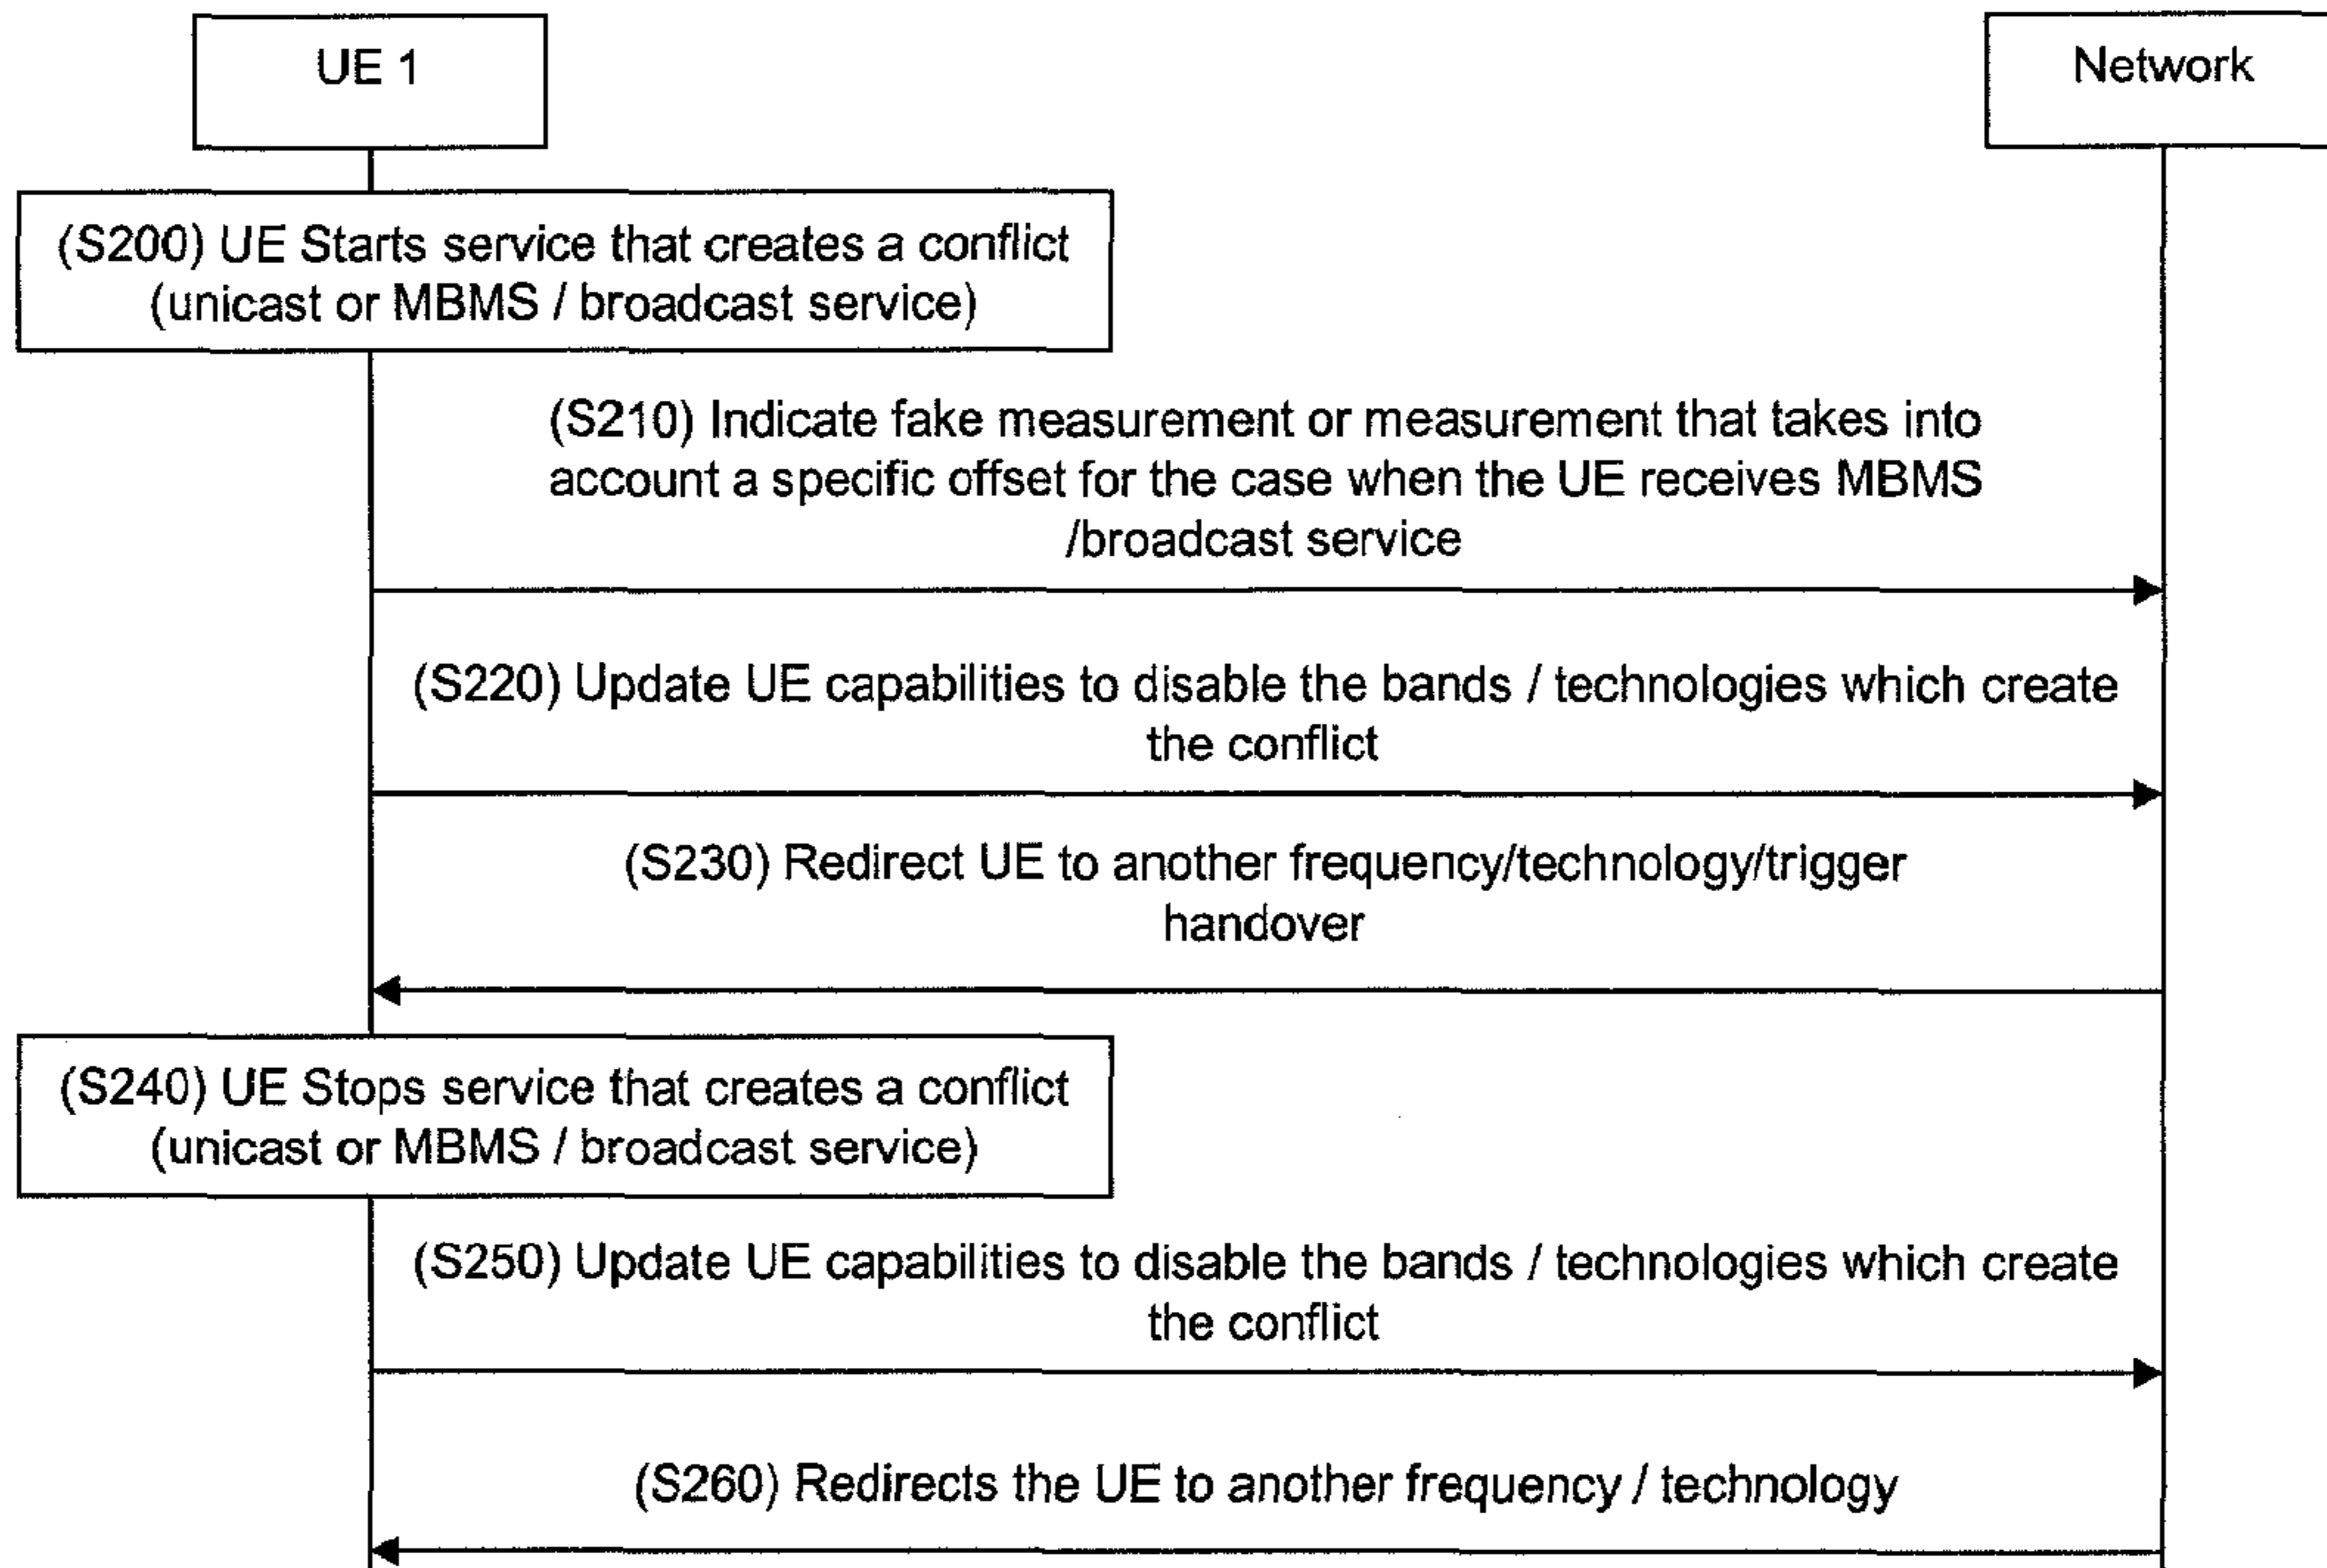 UE 1
Network
(S200) UE Starts service that creates a conflict
(unicast or MBMS / broadcast service)
(S210) Indicate fake measurement or measurement that takes into
account a specific offset for the case when the UE receives MBMS
/broadcast service
(S220) Update UE capabilities to disable the bands / technologies which create
the conflict
(S230) Redirect UE to another frequency/technology/trigger
handover
(S240) UE Stops service that creates a conflict
(unicast or MBMS / broadcast service)
(S250) Update UE capabilities to disable the bands / technologies which create
the conflict
(S260) Redirects the UE to another frequency / technology